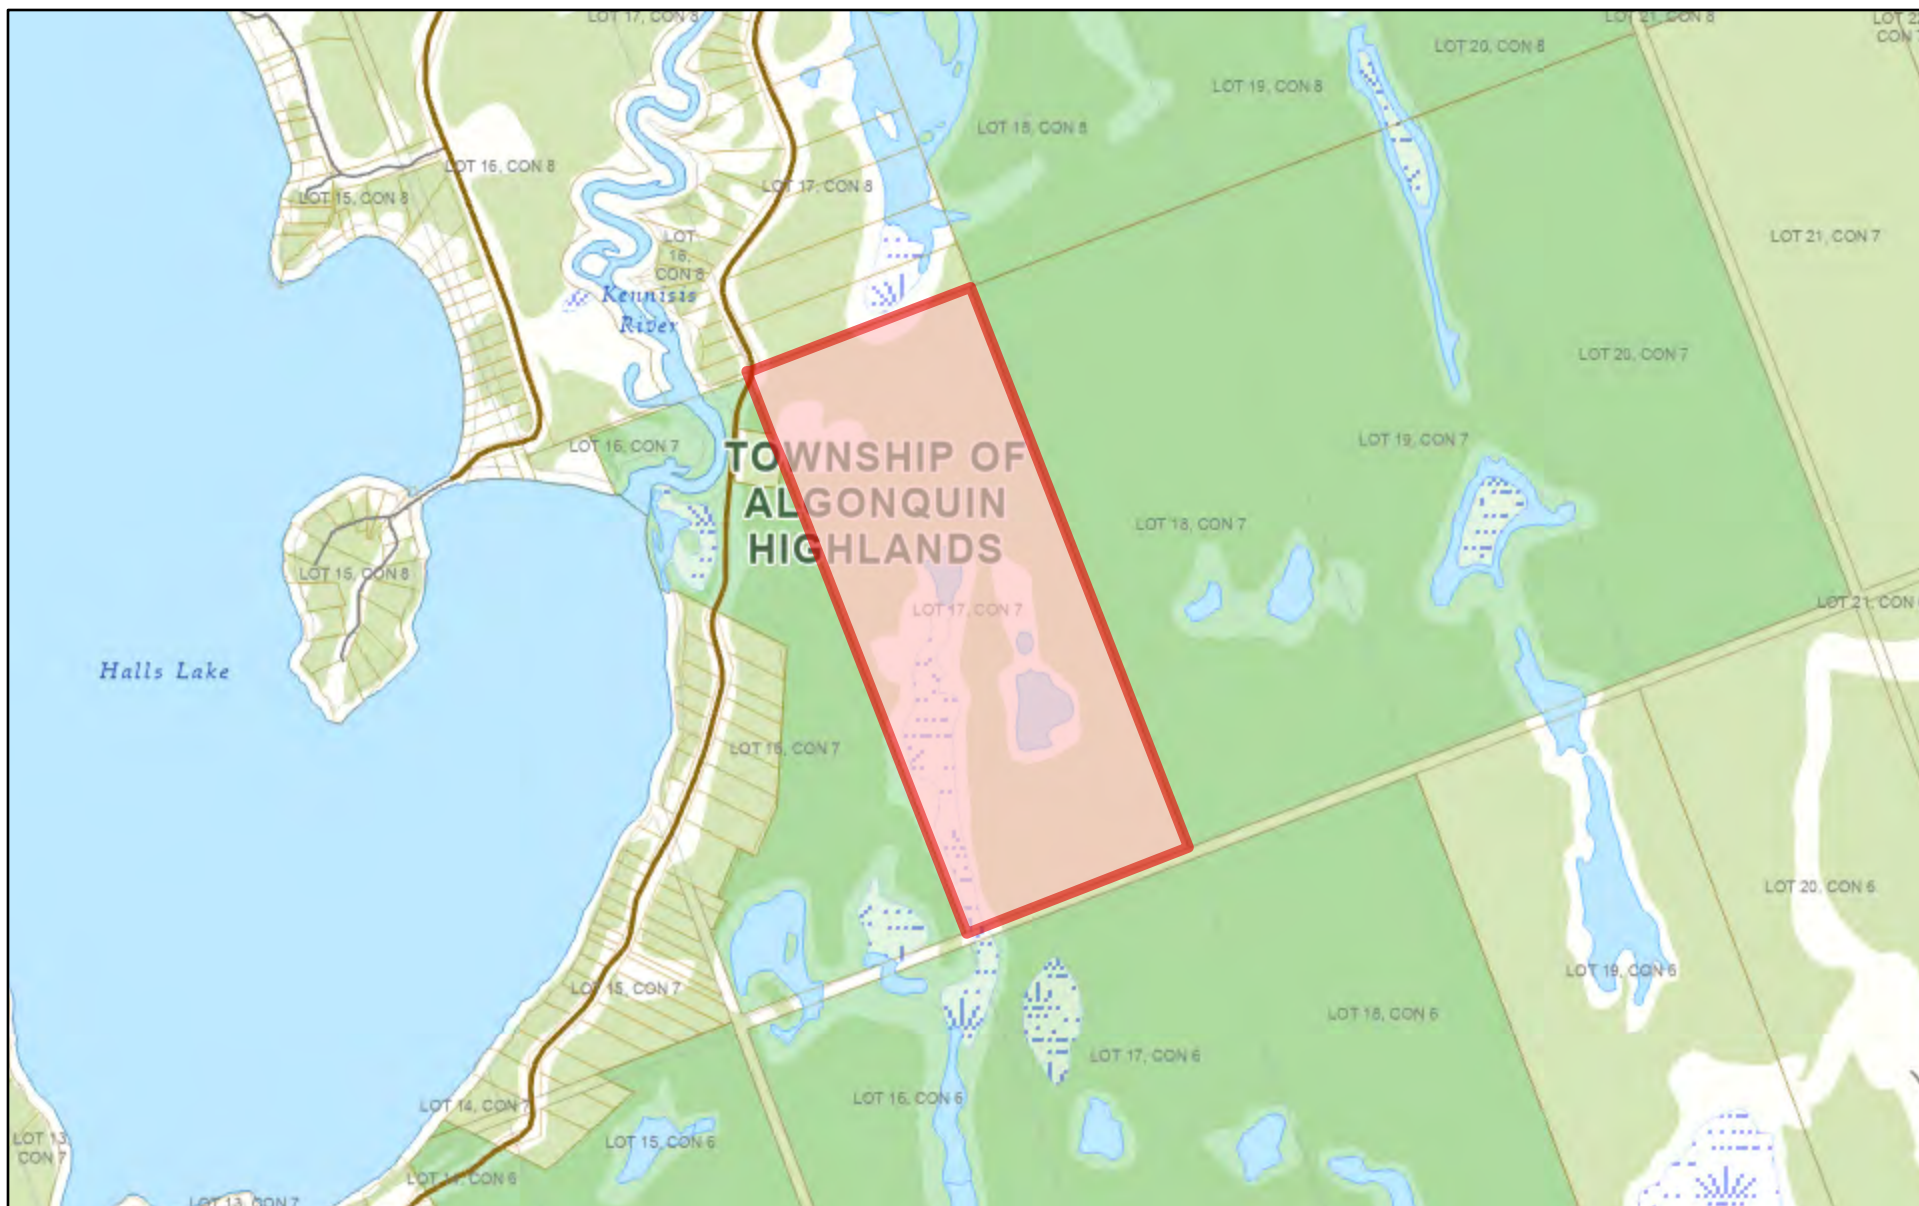 LOT 17, CON 8
LOT 21, CON 8
LOT 20, CON 8
LOT 19, CON 8
LOT 18, CON 8
LOT 16, CON 8
LOT 15, CON 8
LOT 17, CON 8
LOT
16,
CON 8
Kennisis
River
LOT 21, CON 7
LOT 20, CON 7
LOT 19, CON 7
LOT 16, CON 7
TOWNSHIP OF
ALGONQUIN
HIGHLANDS
LOT 18, CON 7
LOT 15, CON 8
LOT 17, CON 7
LOT 21, CON
Halls Lake
LOT 16, CON 7
LOT 20, CON 6
LOT 19, CON 6
LOT 15, CON 7
LOT 18, CON 6
LOT 17, CON 6
LOT 16, CON 6
LOT 14, CON 7
LOT 13
CON 7
LOT 15, CON 6
LOT 14, CON 6
LOT 13, CON 7